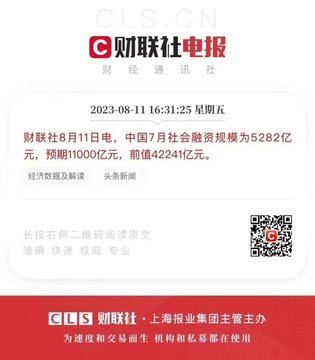 CLS.CN
C 财联社电报
财经通讯社
2023-08-11 16:31:25 星期五
财联社8月11日电，中国7月社会融资规模为5282亿
元，预期11000亿元，前值42241亿元。
经济数据及解读 头条新闻
长按右侧二维码阅读原文
准确 快速 权威 专业
CLS 财联社·上海报业集团主管主办
为速度和交易而生 机构和私募都在使用